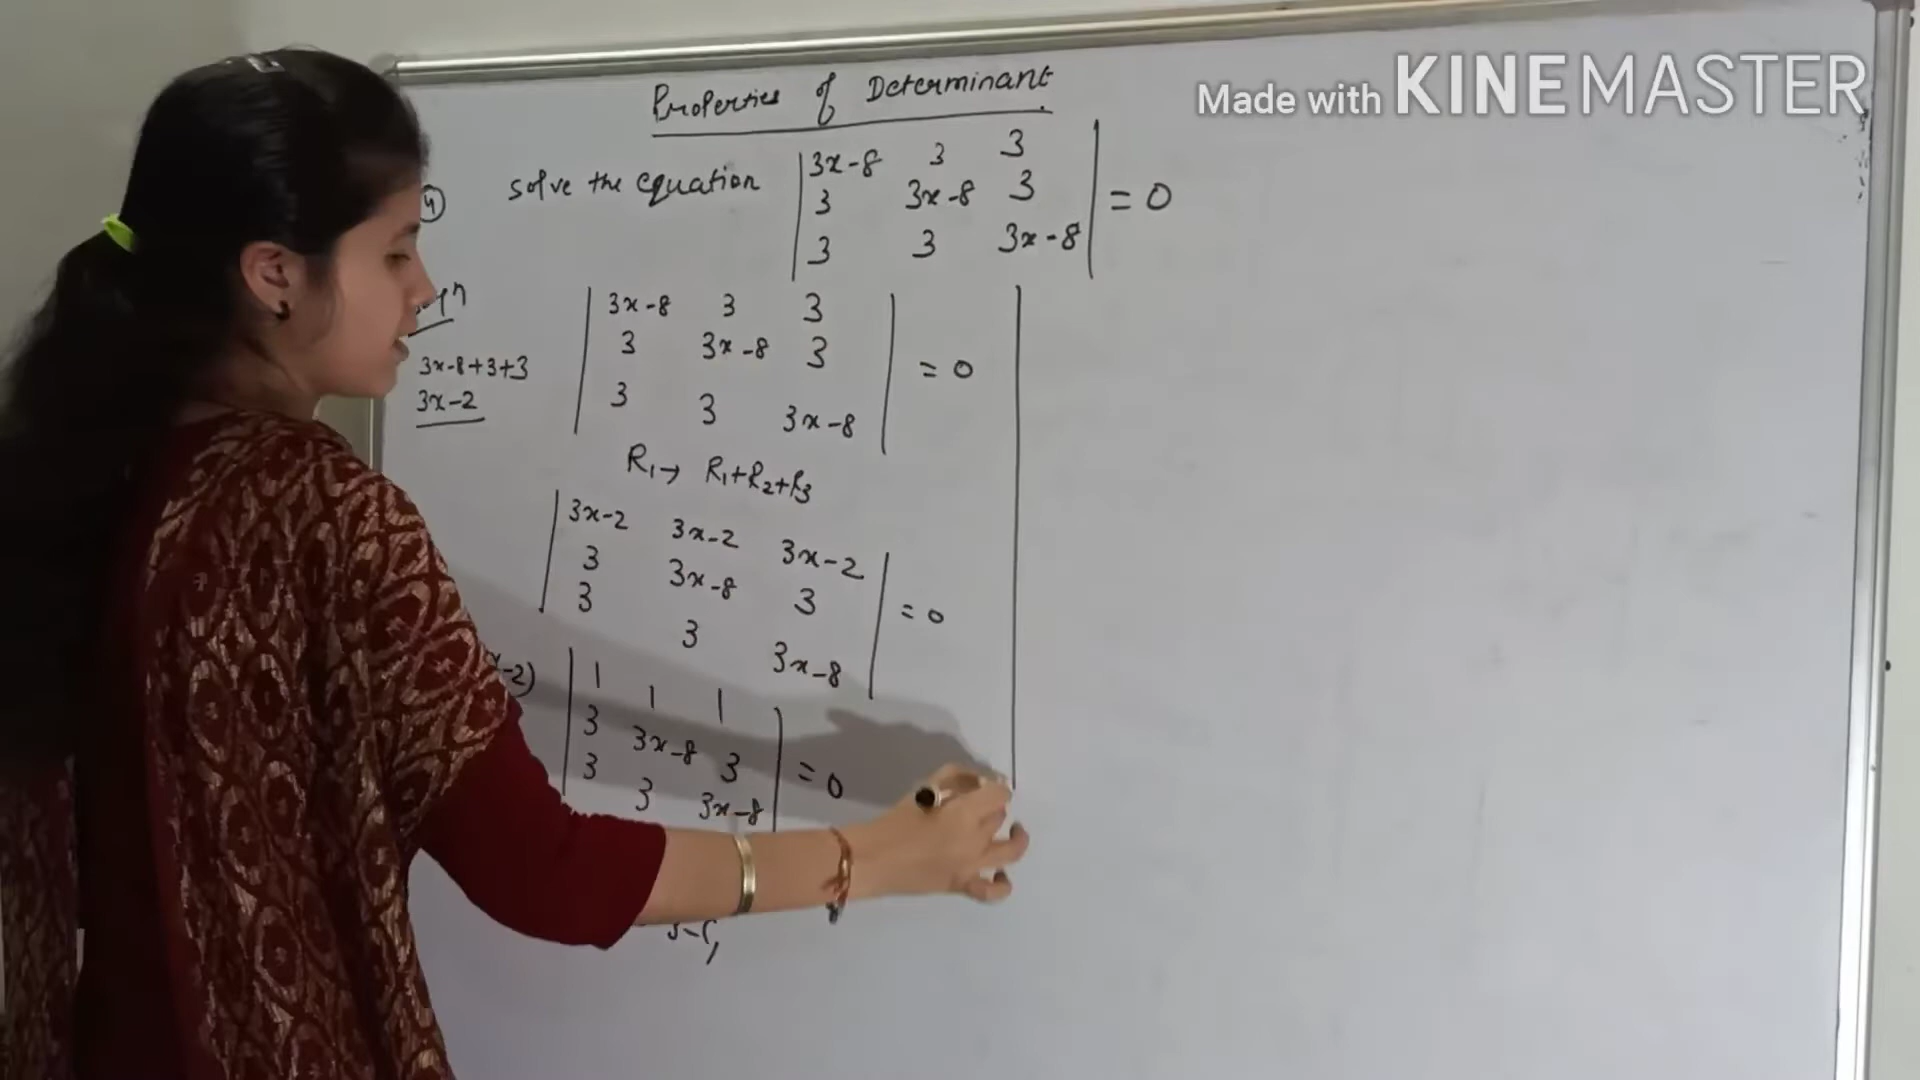 Made with KINEMASTER
Properties of Determinant
4) solve the equation | 3x-8 3 3 |
| 3 3x-8 3 | = 0
| 3 3 3x-8 |
| 3x-8 3 3 |
| 3 3x-8 3 | = 0
| 3 3 3x-8 |
3x-8+3+3
3x-2
R1→ R1+R2+R3
| 3x-2 3x-2 3x-2 |
| 3 3x-8 3 | = 0
| 3 3 3x-8 |
-2) | 1 1 1 |
| 3 3x-8 3 | = 0
| 3 3 3x-8 |